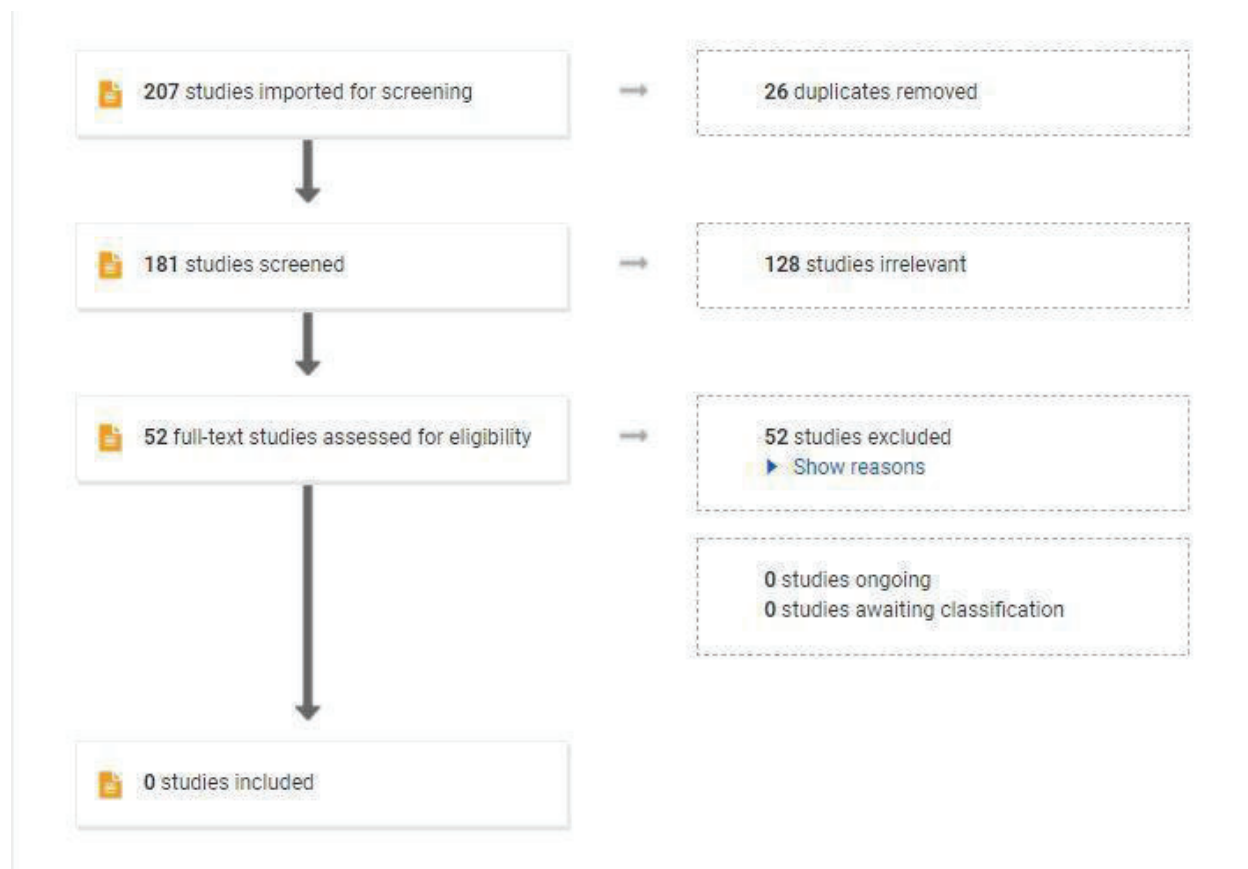 207 studies imported for screening
26 duplicates removed
181 studies screened
128 studies irrelevant
52 full-text studies assessed for eligibility
52 studies excluded
Show reasons
0 studies ongoing
0 studies awaiting classification
0 studies included